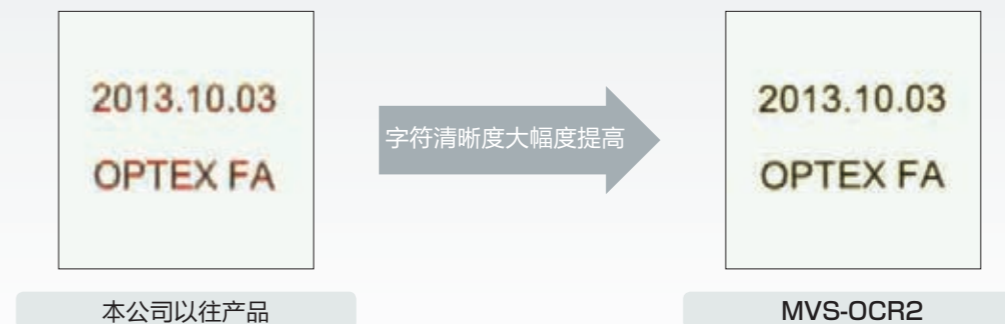 2013.10.03
OPTEX FA
字符清晰度大幅度提高
2013.10.03
OPTEX FA
本公司以往产品
MVS-OCR2